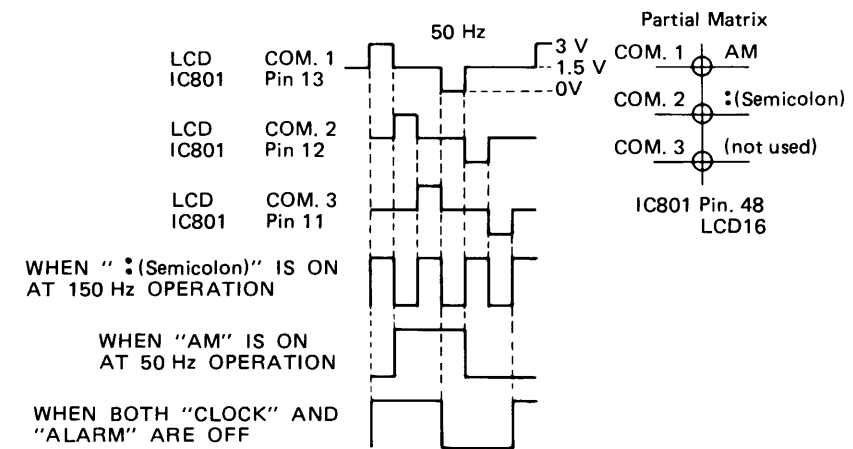 50 Hz
LCD COM. 1
IC801 Pin 13
3 V
1.5 V
0V
LCD COM. 2
IC801 Pin 12
LCD COM. 3
IC801 Pin 11
WHEN " : (Semicolon)" IS ON
AT 150 Hz OPERATION
WHEN "AM" IS ON
AT 50 Hz OPERATION
WHEN BOTH "CLOCK" AND
"ALARM" ARE OFF
Partial Matrix
COM. 1 AM
COM. 2 :(Semicolon)
COM. 3 (not used)
IC801 Pin. 48
LCD16